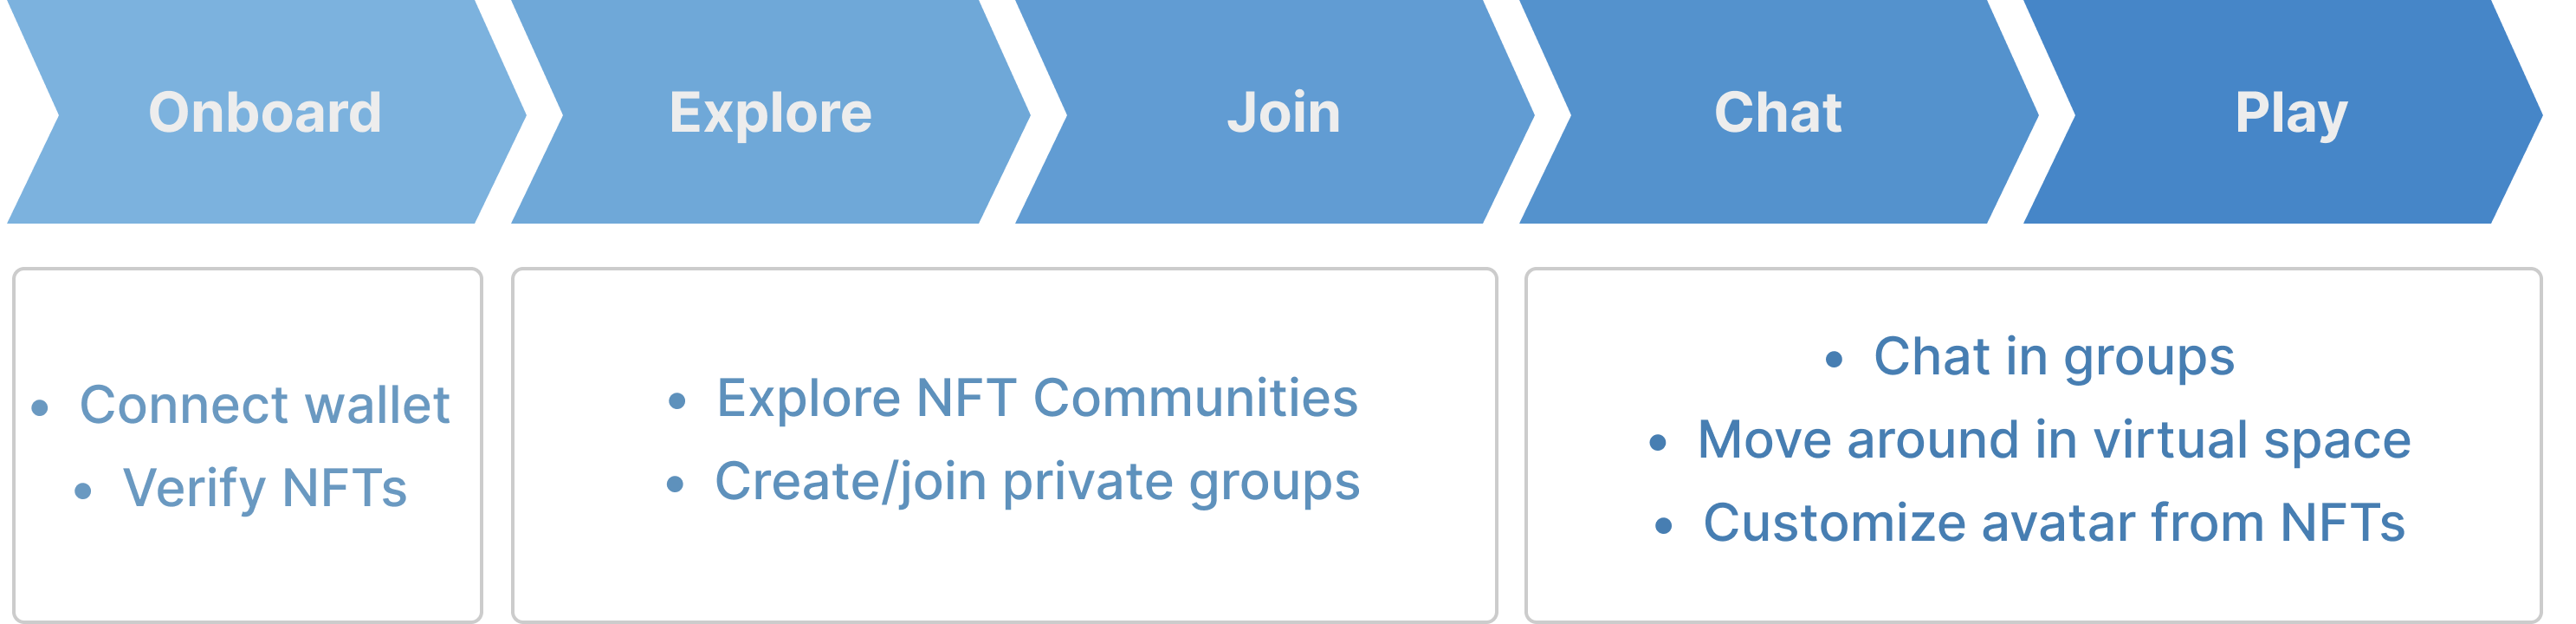 Onboard
Explore
Join
Chat
Play
• Connect wallet
• Verify NFTs
• Explore NFT Communities
• Create/join private groups
• Chat in groups
• Move around in virtual space
• Customize avatar from NFTs